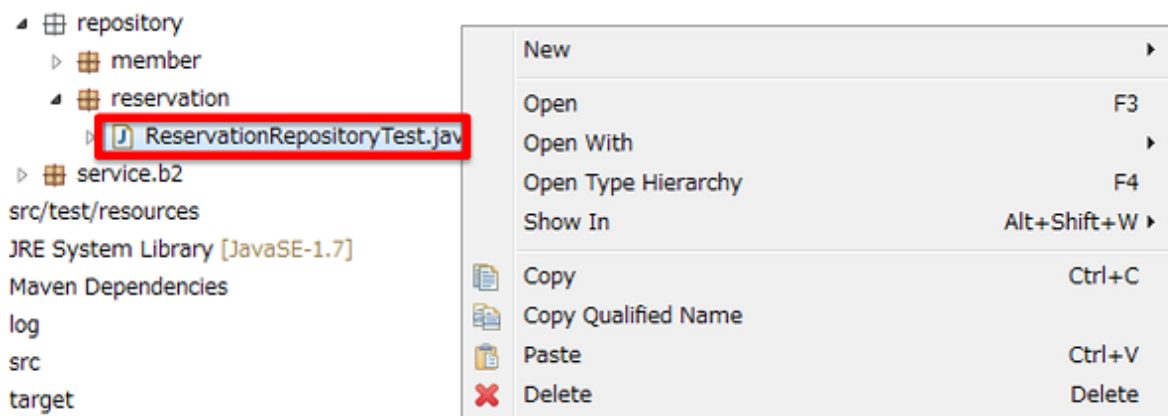 repository
member
reservation
ReservationRepositoryTest.jav
service.b2
src/test/resources
JRE System Library [JavaSE-1.7]
Maven Dependencies
log
src
target
New
Open F3
Open With
Open Type Hierarchy F4
Show In Alt+Shift+W
Copy Ctrl+C
Copy Qualified Name
Paste Ctrl+V
Delete Delete